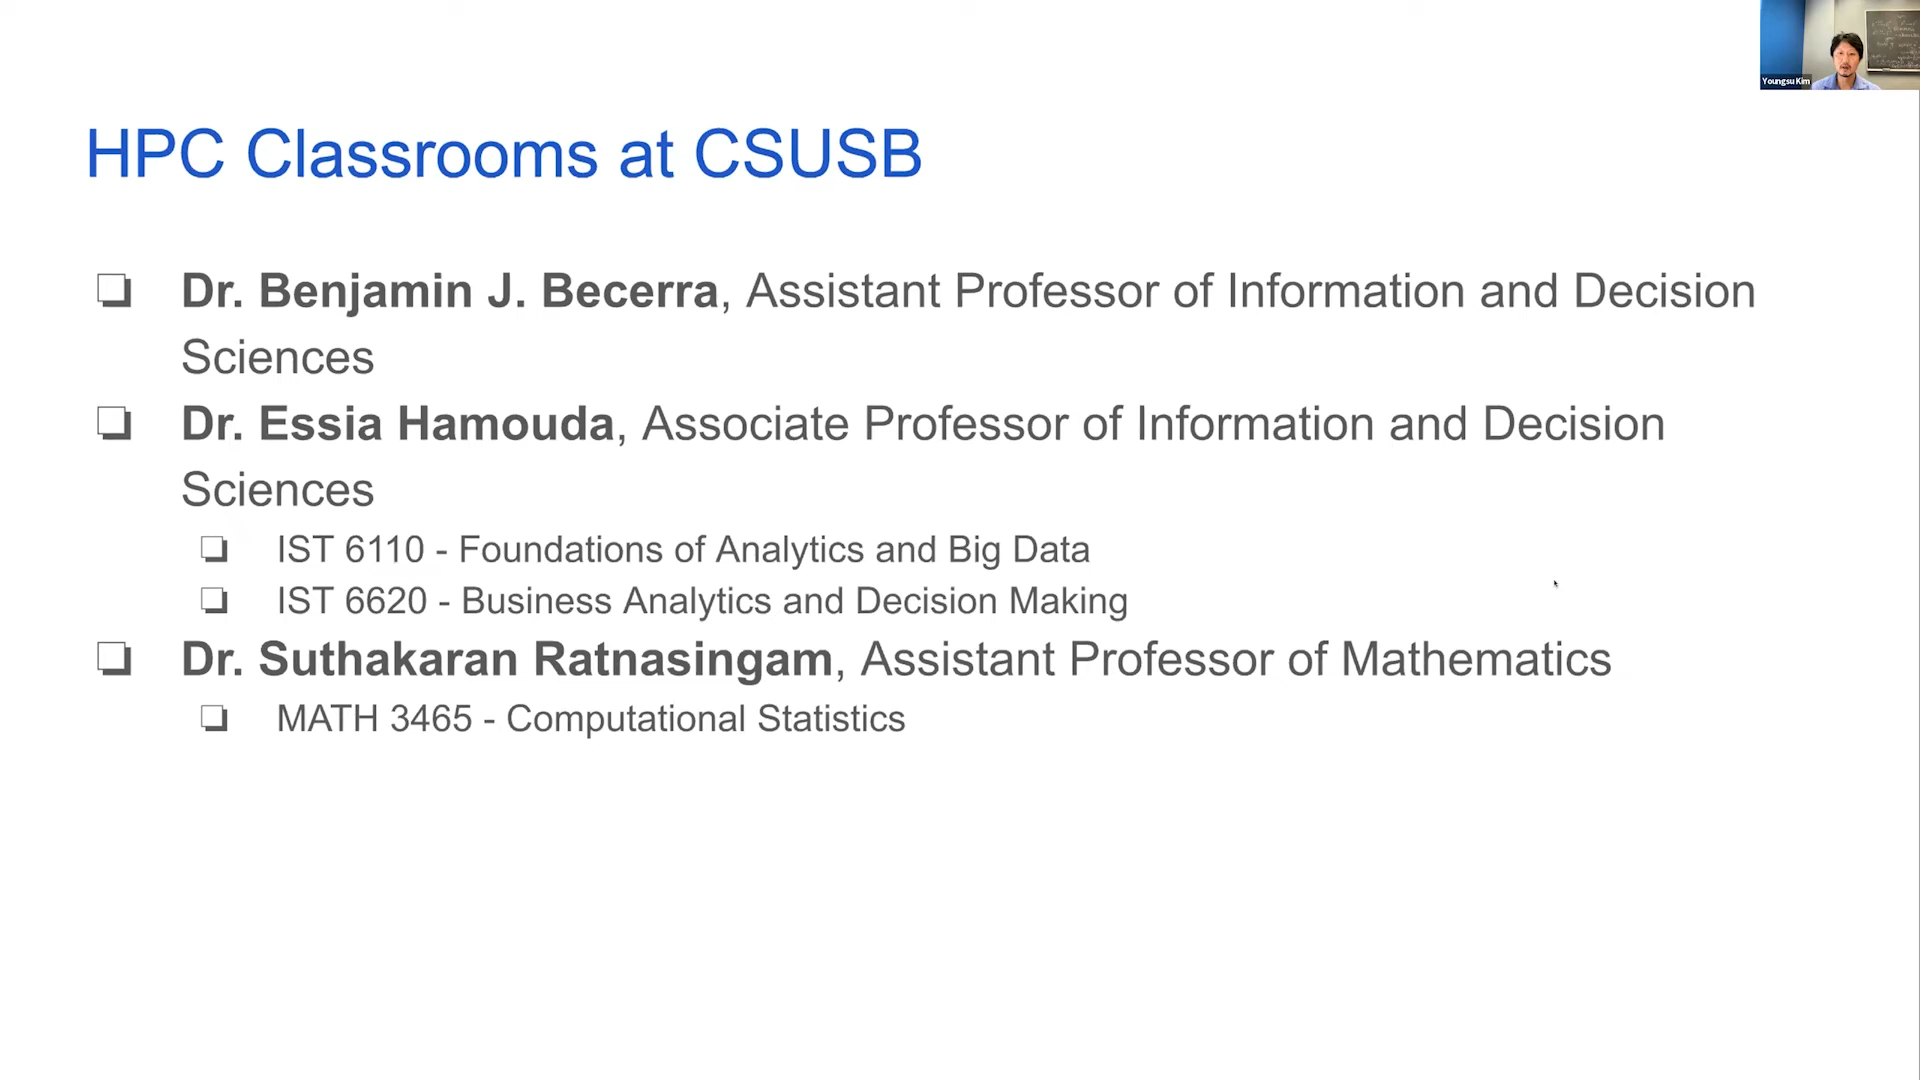 Youngsu Kim
HPC Classrooms at CSUSB
❏ Dr. Benjamin J. Becerra, Assistant Professor of Information and Decision
Sciences
❏ Dr. Essia Hamouda, Associate Professor of Information and Decision
Sciences
❏ IST 6110 - Foundations of Analytics and Big Data
❏ IST 6620 - Business Analytics and Decision Making
❏ Dr. Suthakaran Ratnasingam, Assistant Professor of Mathematics
❏ MATH 3465 - Computational Statistics